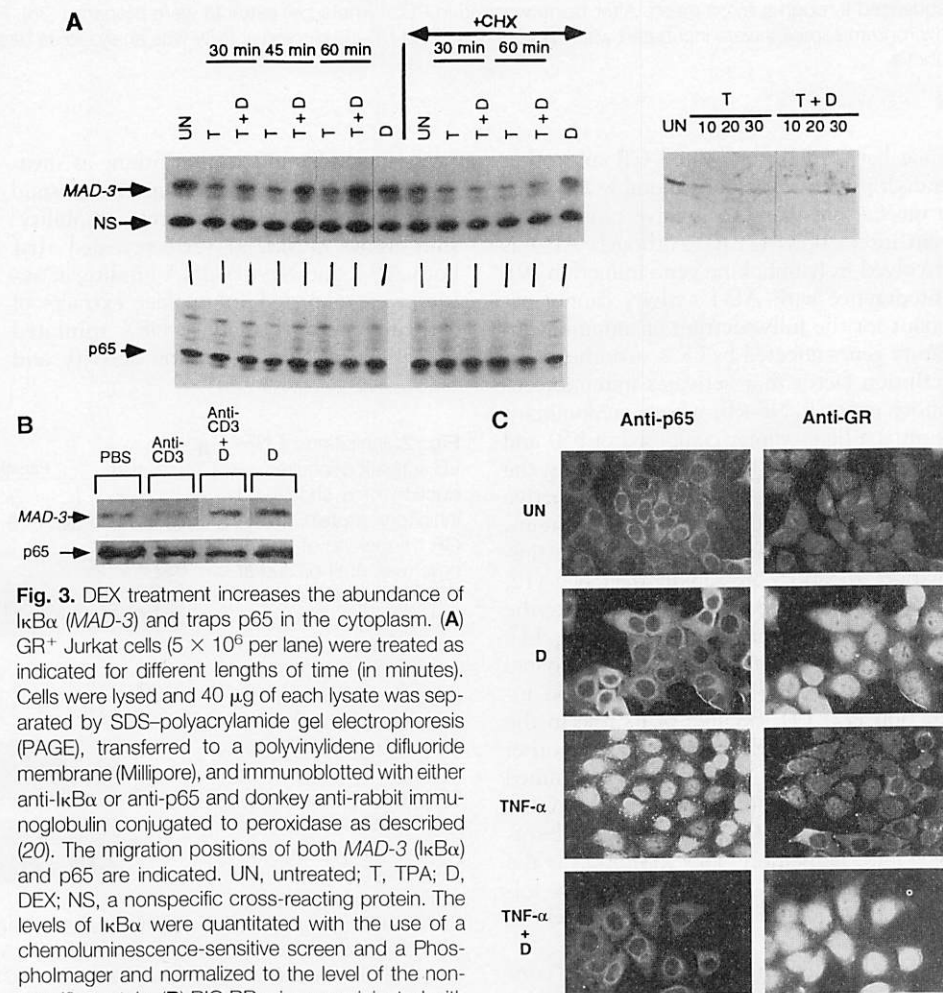 A
+CHX
30 min 45 min 60 min
30 min 60 min
UN T T + D T T + D T T + D D UN T T + D T T + D D
T T + D
UN 10 20 30 10 20 30
MAD-3
NS
p65
B
PBS Anti-CD3 Anti-CD3 D D
MAD-3
p65
C
Anti-p65 Anti-GR
UN
D
TNF-α
TNF-α + D
Fig. 3. DEX treatment increases the abundance of
IκBα (MAD-3) and traps p65 in the cytoplasm. (A)
GR+ Jurkat cells (5 × 10⁶ per lane) were treated as
indicated for different lengths of time (in minutes).
Cells were lysed and 40 μg of each lysate was sep-
arated by SDS–polyacrylamide gel electrophoresis
(PAGE), transferred to a polyvinylidene difluoride
membrane (Millipore), and immunoblotted with either
anti-IκBα or anti-p65 and donkey anti-rabbit immu-
noglobulin conjugated to peroxidase as described
(20). The migration positions of both MAD-3 (IκBα)
and p65 are indicated. UN, untreated; T, TPA; D,
DEX; NS, a nonspecific cross-reacting protein. The
levels of IκBα were quantitated with the use of a
chemoluminescence-sensitive screen and a Phos-
phoImager and normalized to the level of the non-